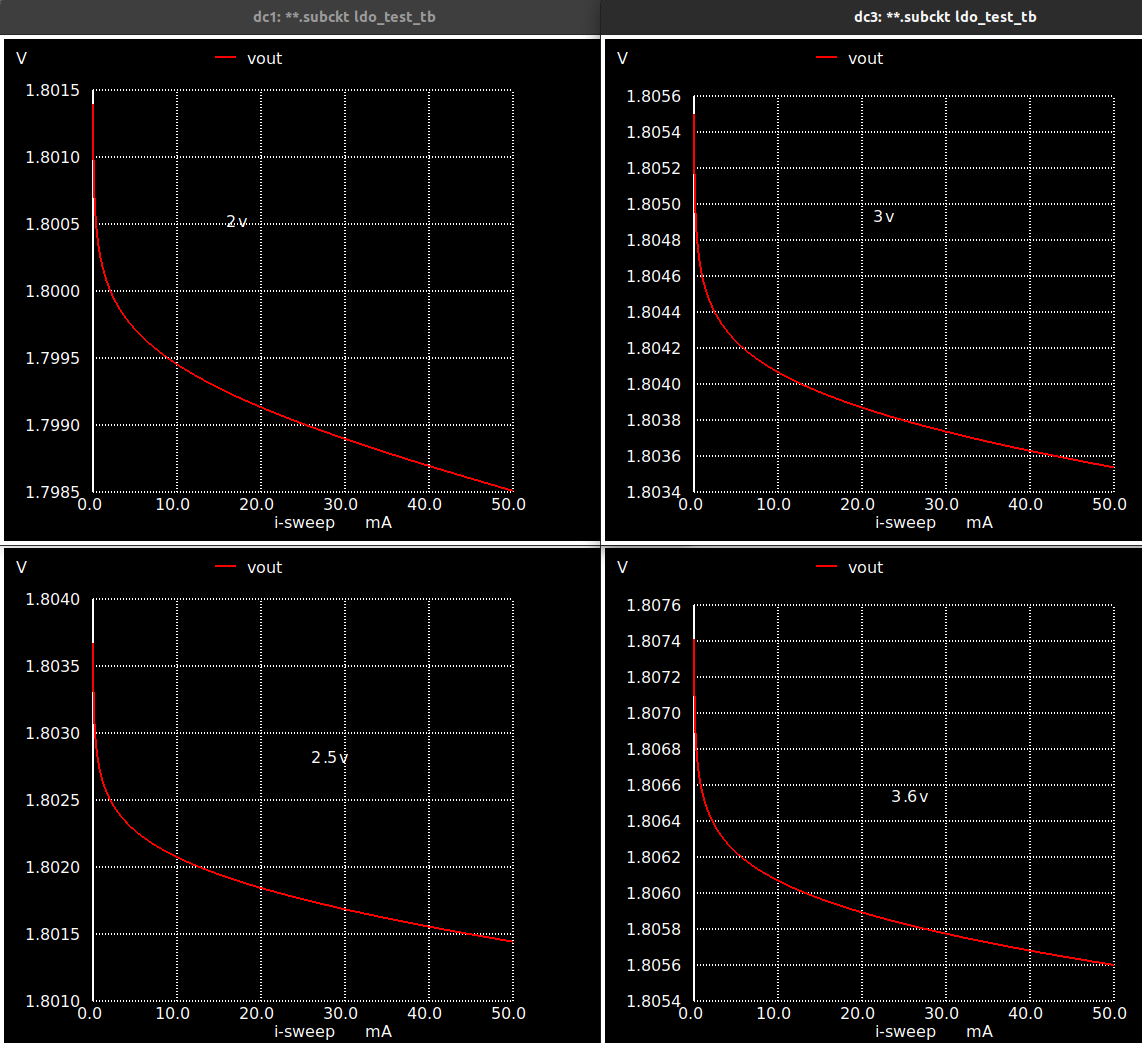 dc1: **.subckt ldo_test_tb
V
vout
1.8015
1.8010
1.8005
1.8000
1.7995
1.7990
1.7985
2v
0.0 10.0 20.0 30.0 40.0 50.0
i-sweep mA
dc3: **.subckt ldo_test_tb
V
vout
1.8056
1.8054
1.8052
1.8050
1.8048
1.8046
1.8044
1.8042
1.8040
1.8038
1.8036
1.8034
3v
0.0 10.0 20.0 30.0 40.0 50.0
i-sweep mA
V
vout
1.8040
1.8035
1.8030
1.8025
1.8020
1.8015
1.8010
2.5v
0.0 10.0 20.0 30.0 40.0 50.0
i-sweep mA
V
vout
1.8076
1.8074
1.8072
1.8070
1.8068
1.8066
1.8064
1.8062
1.8060
1.8058
1.8056
1.8054
3.6v
0.0 10.0 20.0 30.0 40.0 50.0
i-sweep mA